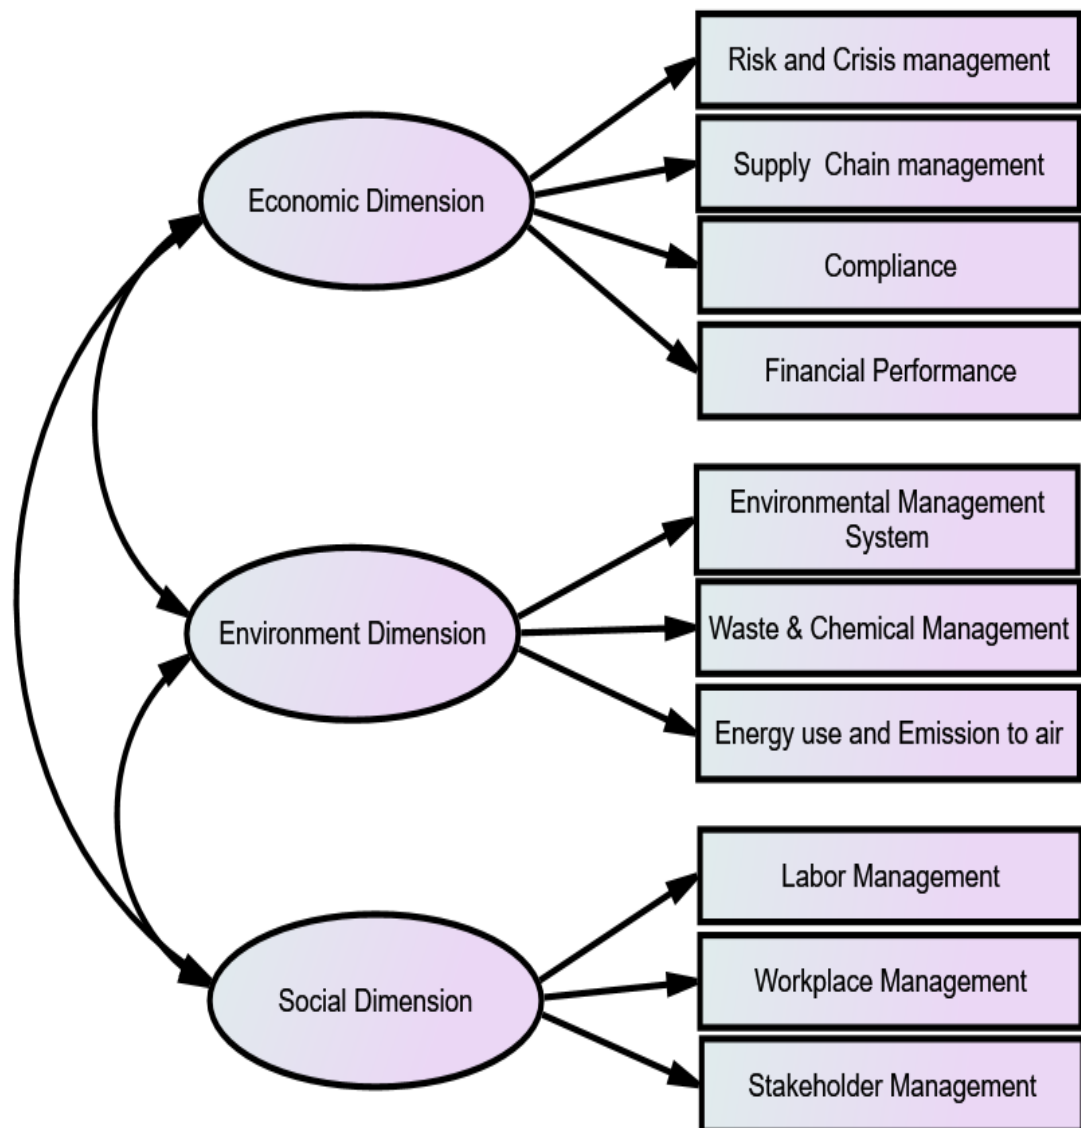 Risk and Crisis management
Supply  Chain management
Economic Dimension
Compliance
Financial Performance
Environmental Management
System
Environment Dimension
Waste & Chemical Management
Energy use and Emission to air
Labor Management
Workplace Management
Social Dimension
Stakeholder Management